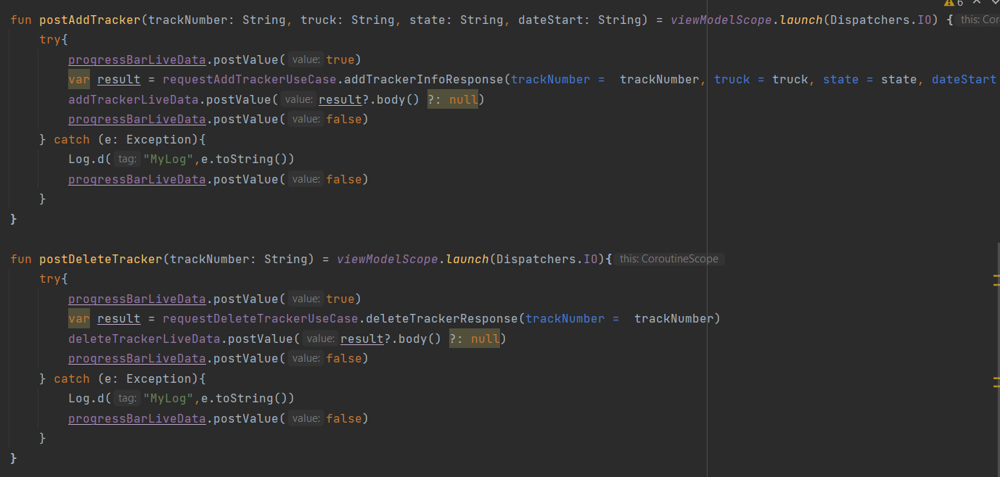 6
fun postAddTracker(trackNumber: String, truck: String, state: String, dateStart: String) = viewModelScope.launch(Dispatchers.IO) { this: Cor
try{
progressBarLiveData.postValue( value: true)
var result = requestAddTrackerUseCase.addTrackerInfoResponse(trackNumber = trackNumber, truck = truck, state = state, dateStart
addTrackerLiveData.postValue( value: result?.body() ?: null)
progressBarLiveData.postValue( value: false)
} catch (e: Exception){
Log.d( tag: "MyLog",e.toString())
progressBarLiveData.postValue( value: false)
}
}
fun postDeleteTracker(trackNumber: String) = viewModelScope.launch(Dispatchers.IO){ this: CoroutineScope
try{
progressBarLiveData.postValue( value: true)
var result = requestDeleteTrackerUseCase.deleteTrackerResponse(trackNumber = trackNumber)
deleteTrackerLiveData.postValue( value: result?.body() ?: null)
progressBarLiveData.postValue( value: false)
} catch (e: Exception){
Log.d( tag: "MyLog",e.toString())
progressBarLiveData.postValue( value: false)
}
}